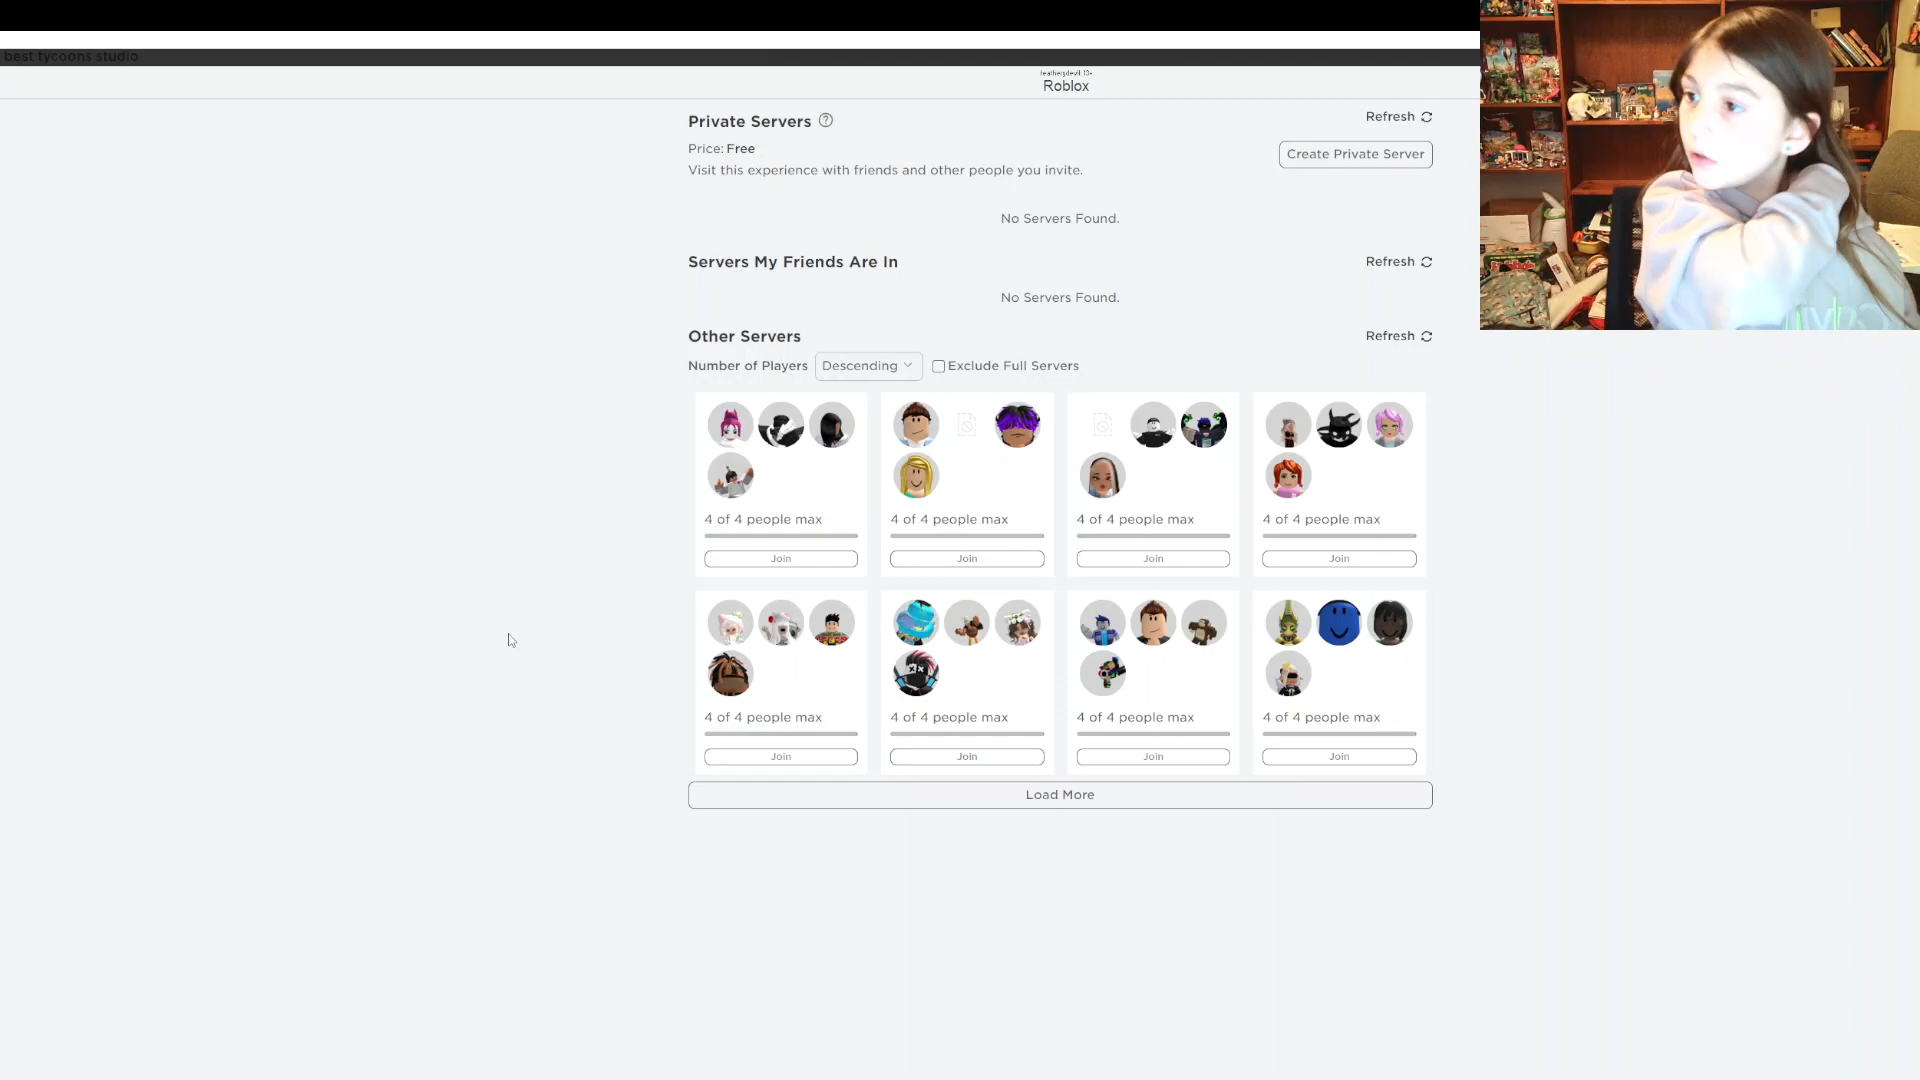 best tycoons studio
Roblox
Private Servers
Refresh
Price: Free
Create Private Server
Visit this experience with friends and other people you invite.
No Servers Found.
Servers My Friends Are In
Refresh
No Servers Found.
Other Servers
Refresh
Number of Players
Descending
Exclude Full Servers
4 of 4 people max
4 of 4 people max
4 of 4 people max
4 of 4 people max
Join
Join
Join
Join
4 of 4 people max
4 of 4 people max
4 of 4 people max
4 of 4 people max
Join
Join
Join
Join
Load More